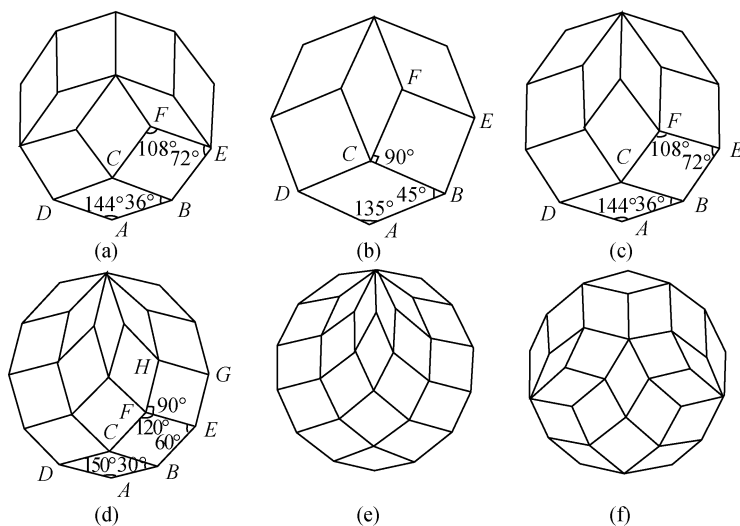 F
108° 72° E
C
D 144° 36° B
A
(a)
F
E
C 90°
D 45° B
135°
A
(b)
F
108° 72° E
C
D 144° 36° B
A
(c)
H G
F 90°
120° E
C 60°
D 150° 30° B
A
(d)
(e)
(f)